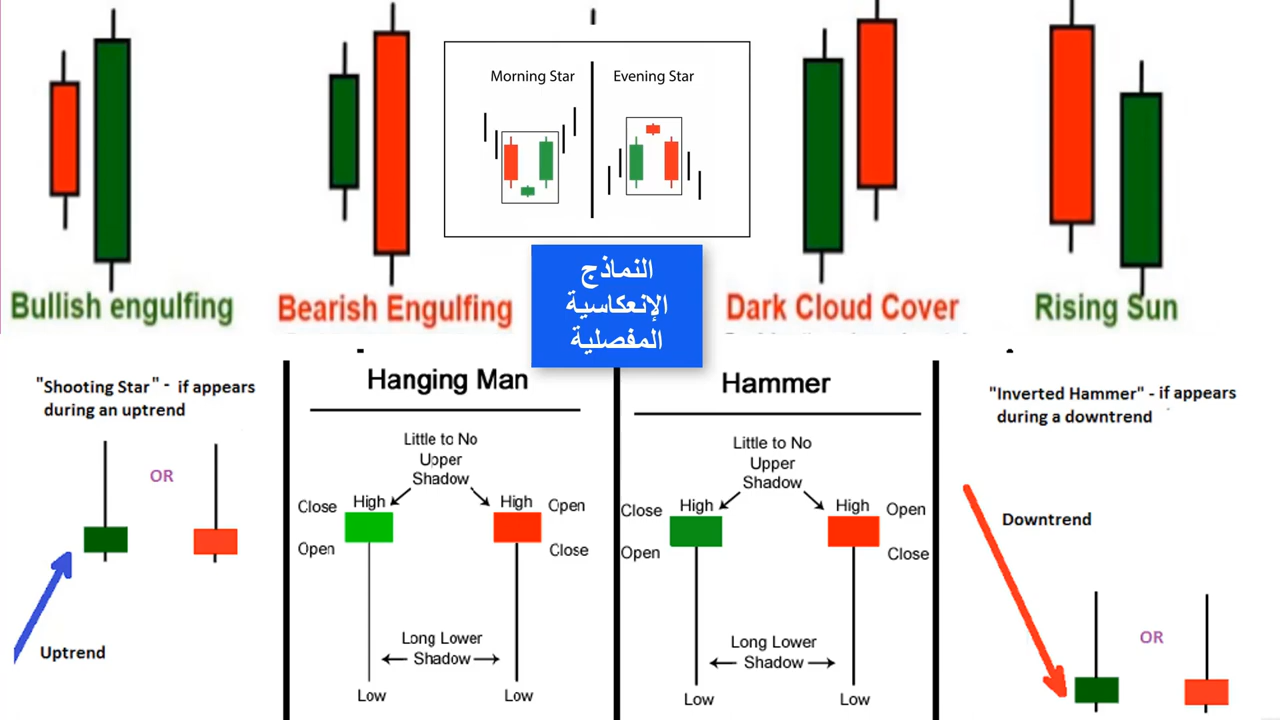 Morning Star
Evening Star
Bullish engulfing
Bearish Engulfing
النماذج
الإنعكاسية
المفصلية
Dark Cloud Cover
Rising Sun
"Shooting Star" - if appears
during an uptrend
OR
Uptrend
Hanging Man
Little to No
Upper
Shadow
Close
High
High
Open
Open
Close
Long Lower
Shadow
Low
Low
Hammer
Little to No
Upper
Shadow
Close
High
High
Open
Open
Close
Long Lower
Shadow
Low
Low
"Inverted Hammer" - if appears
during a downtrend
Downtrend
OR